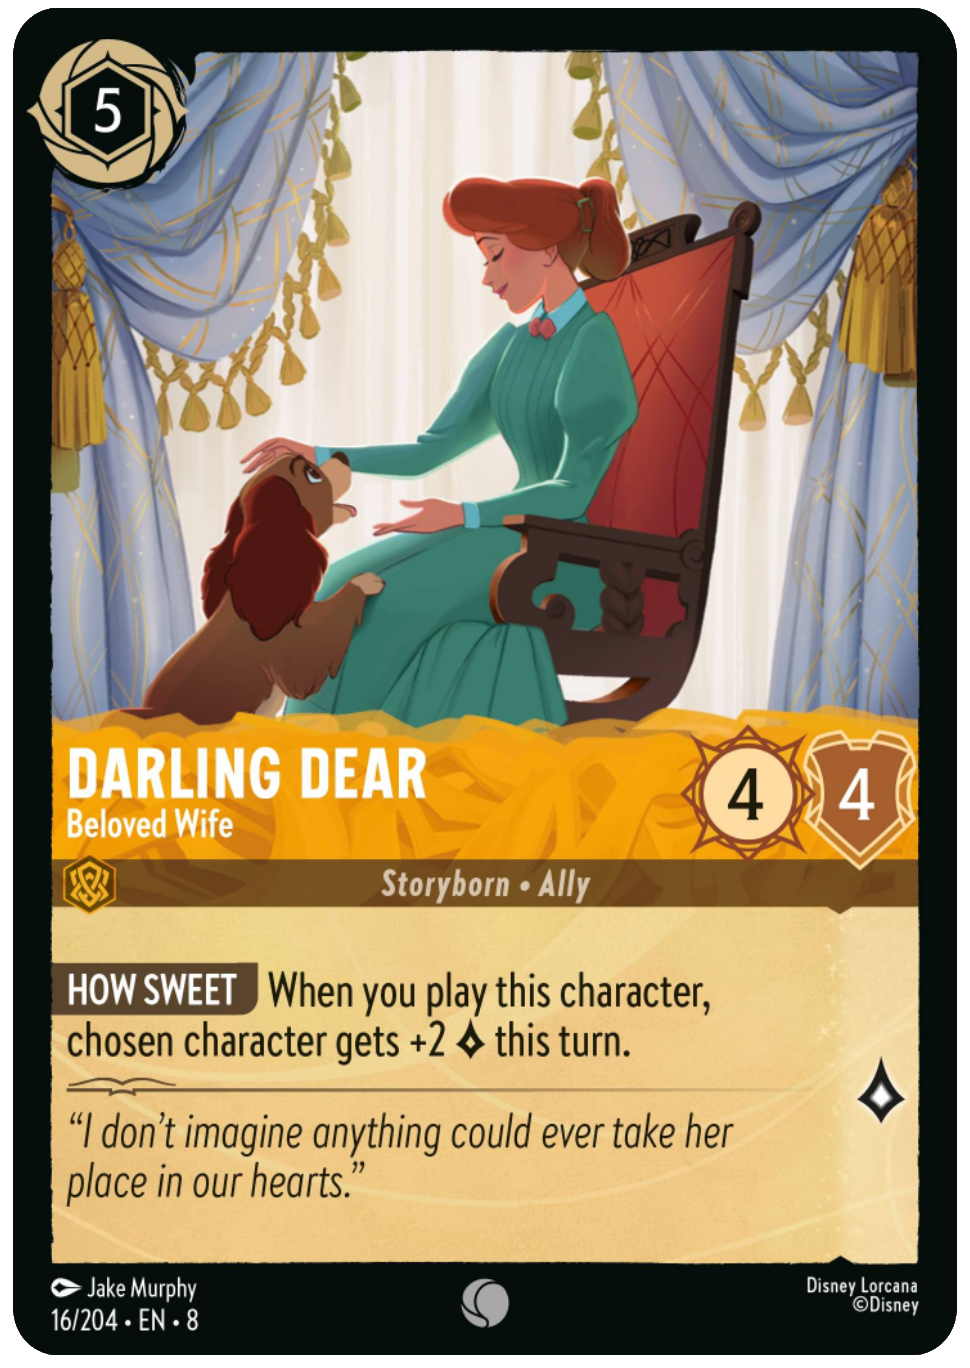 5
DARLING DEAR
Beloved Wife
4 4
Storyborn • Ally
HOW SWEET When you play this character,
chosen character gets +2 this turn.
“I don’t imagine anything could ever take her
place in our hearts.”
Jake Murphy
16/204 • EN • 8
Disney Lorcana
©Disney